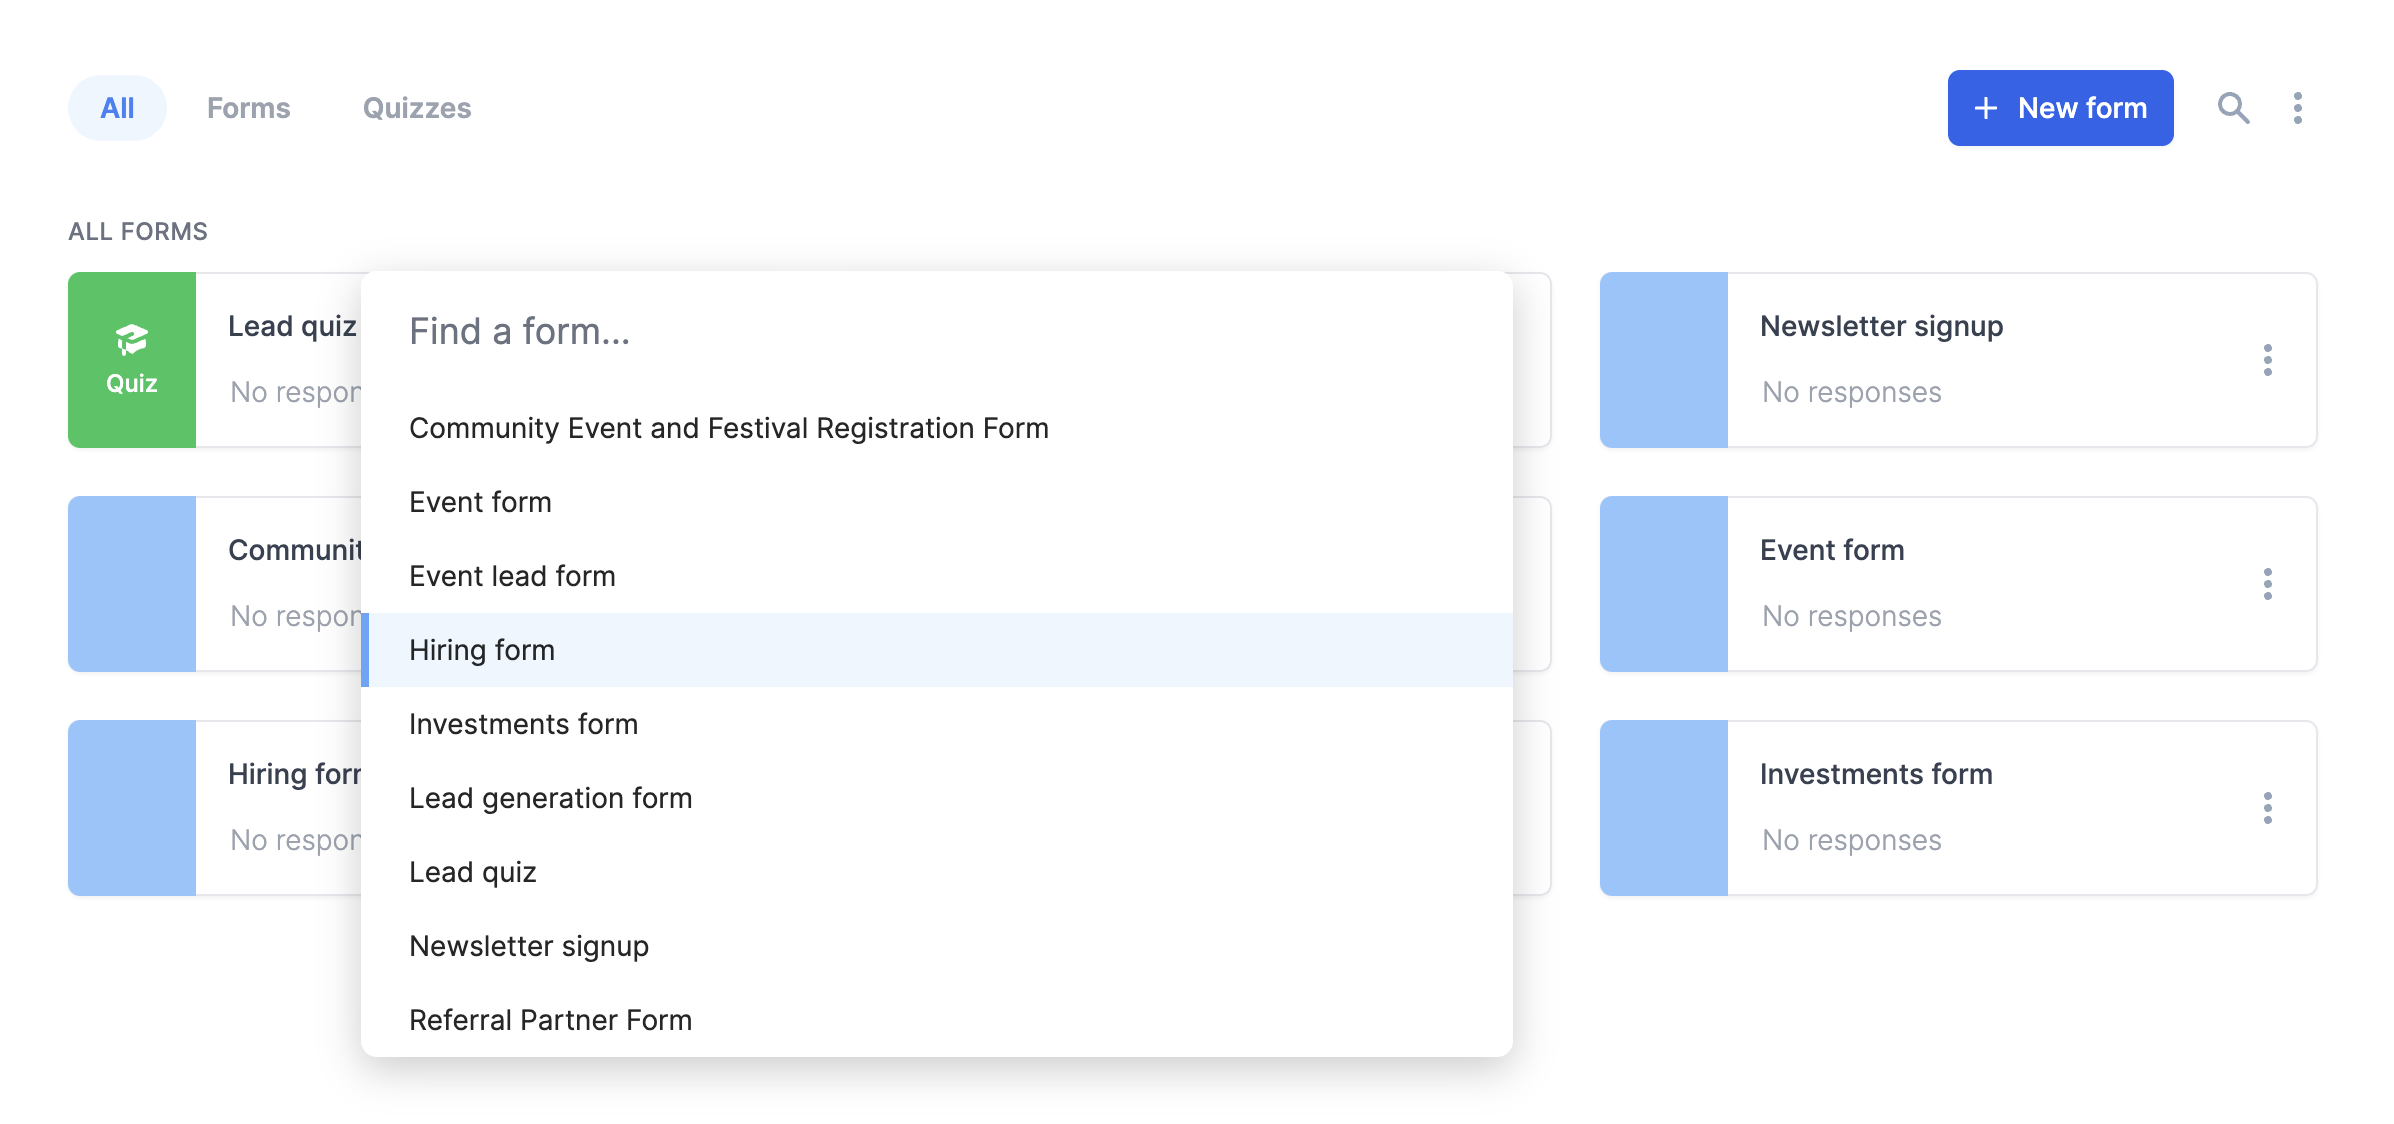 All
Forms
Quizzes
+ New form
ALL FORMS
Quiz
Lead quiz
No respon
Newsletter signup
No responses
Communit
No respon
Event form
No responses
Hiring for
No respon
Investments form
No responses
Find a form...
Community Event and Festival Registration Form
Event form
Event lead form
Hiring form
Investments form
Lead generation form
Lead quiz
Newsletter signup
Referral Partner Form